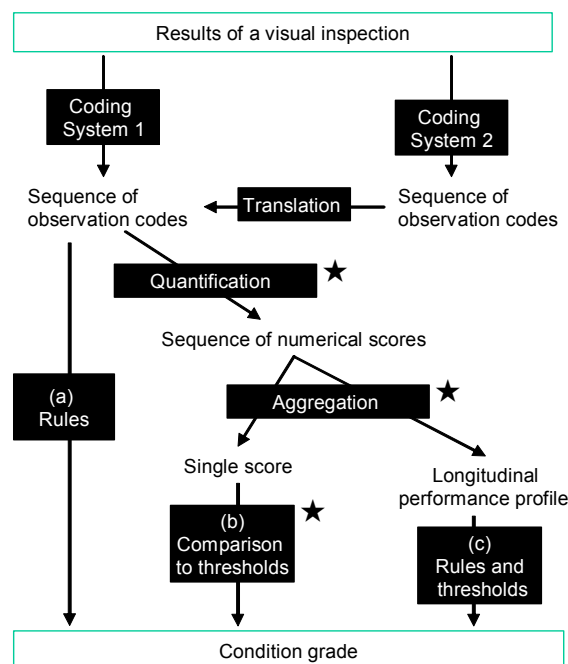 Results of a visual inspection
Coding
System 1
Coding
System 2
Sequence of
observation codes
Translation
Sequence of
observation codes
Quantification
Sequence of numerical scores
(a)
Rules
Aggregation
Single score
Longitudinal
performance profile
(b)
Comparison
to thresholds
(c)
Rules and
thresholds
Condition grade